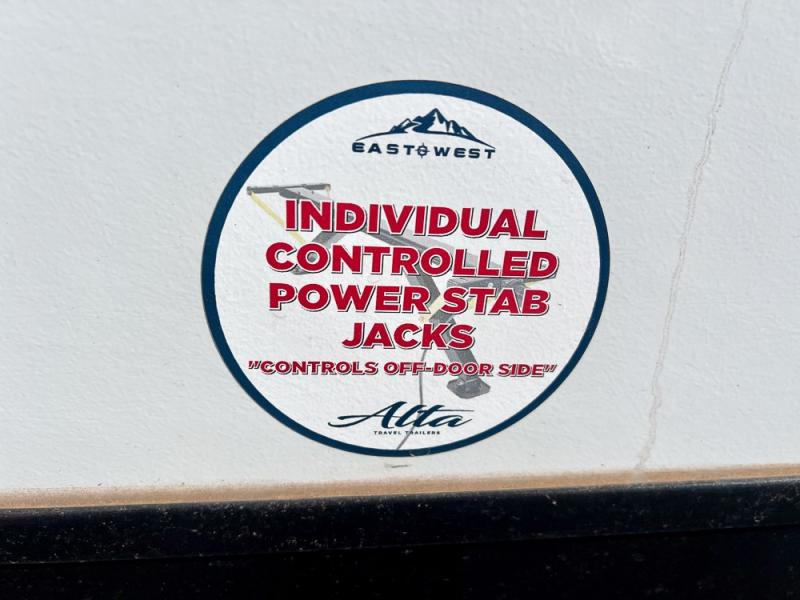 EAST WEST
INDIVIDUAL
CONTROLLED
POWER STAB
JACKS
"CONTROLS OFF-DOOR SIDE"
Alta
TRAVEL TRAILERS